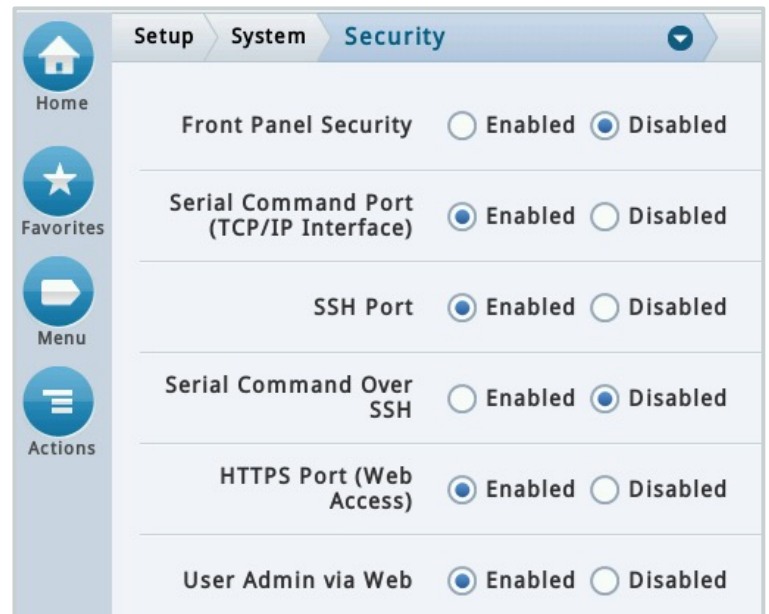 Setup System Security
Home
Front Panel Security Enabled Disabled
Favorites
Serial Command Port
(TCP/IP Interface) Enabled Disabled
Menu
SSH Port Enabled Disabled
Actions
Serial Command Over
SSH Enabled Disabled
HTTPS Port (Web
Access) Enabled Disabled
User Admin via Web Enabled Disabled